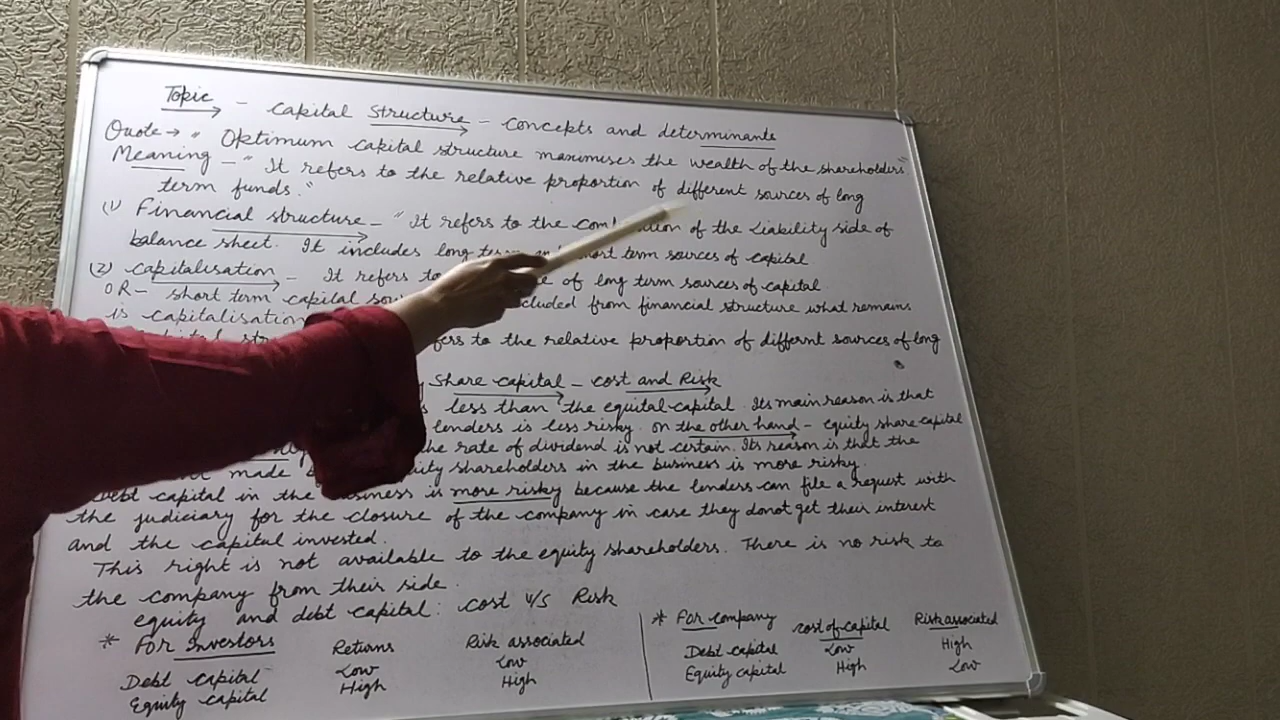 Topic - Capital Structure - Concepts and determinants
Quote → " Optimum capital structure maximises the wealth of the shareholders"
Meaning - " It refers to the relative proportion of different sources of long
term funds."
(1) Financial structure - " It refers to the of the Liability side of
balance sheet. It includes long term short term sources of capital
(2) Capitalisation - It refers to of long term sources of capital
OR - short term capital from financial structure what remains
is capitalisation
to the relative proportion of differnt sources of long
Share capital - cost and Risk
less than the equital capital. Its main reason is that
lenders is less risky. on the other hand - equity share capital
the rate of dividend is not certain. Its reason is that the
made shareholders in the business is more risky.
Debt capital in the business is more risky because the lenders can file a request with
the judiciary for the closure of the company in case they donot get their interest
and the capital invested.
This right is not available to the equity shareholders. There is no risk to
the company from their side.
equity and debt capital: cost v/s Risk
* For Investors Returns Risk associated
Debt capital Low Low
Equity capital High High
* For company cost of capital Risk associated
Debt capital Low High
Equity capital High Low